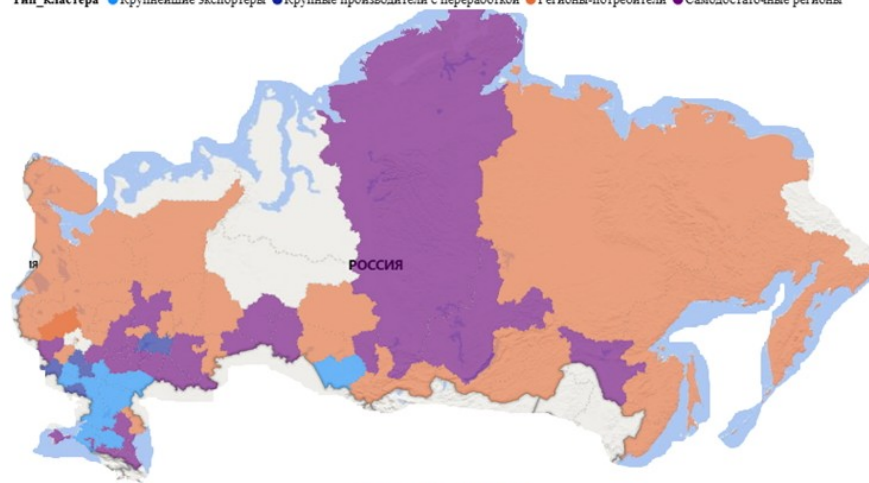 Тип_кластера Крупнейшие экспортеры Крупные производители с переработкой Регионы-потребители Самодостаточные регионы
Я
РОССИЯ